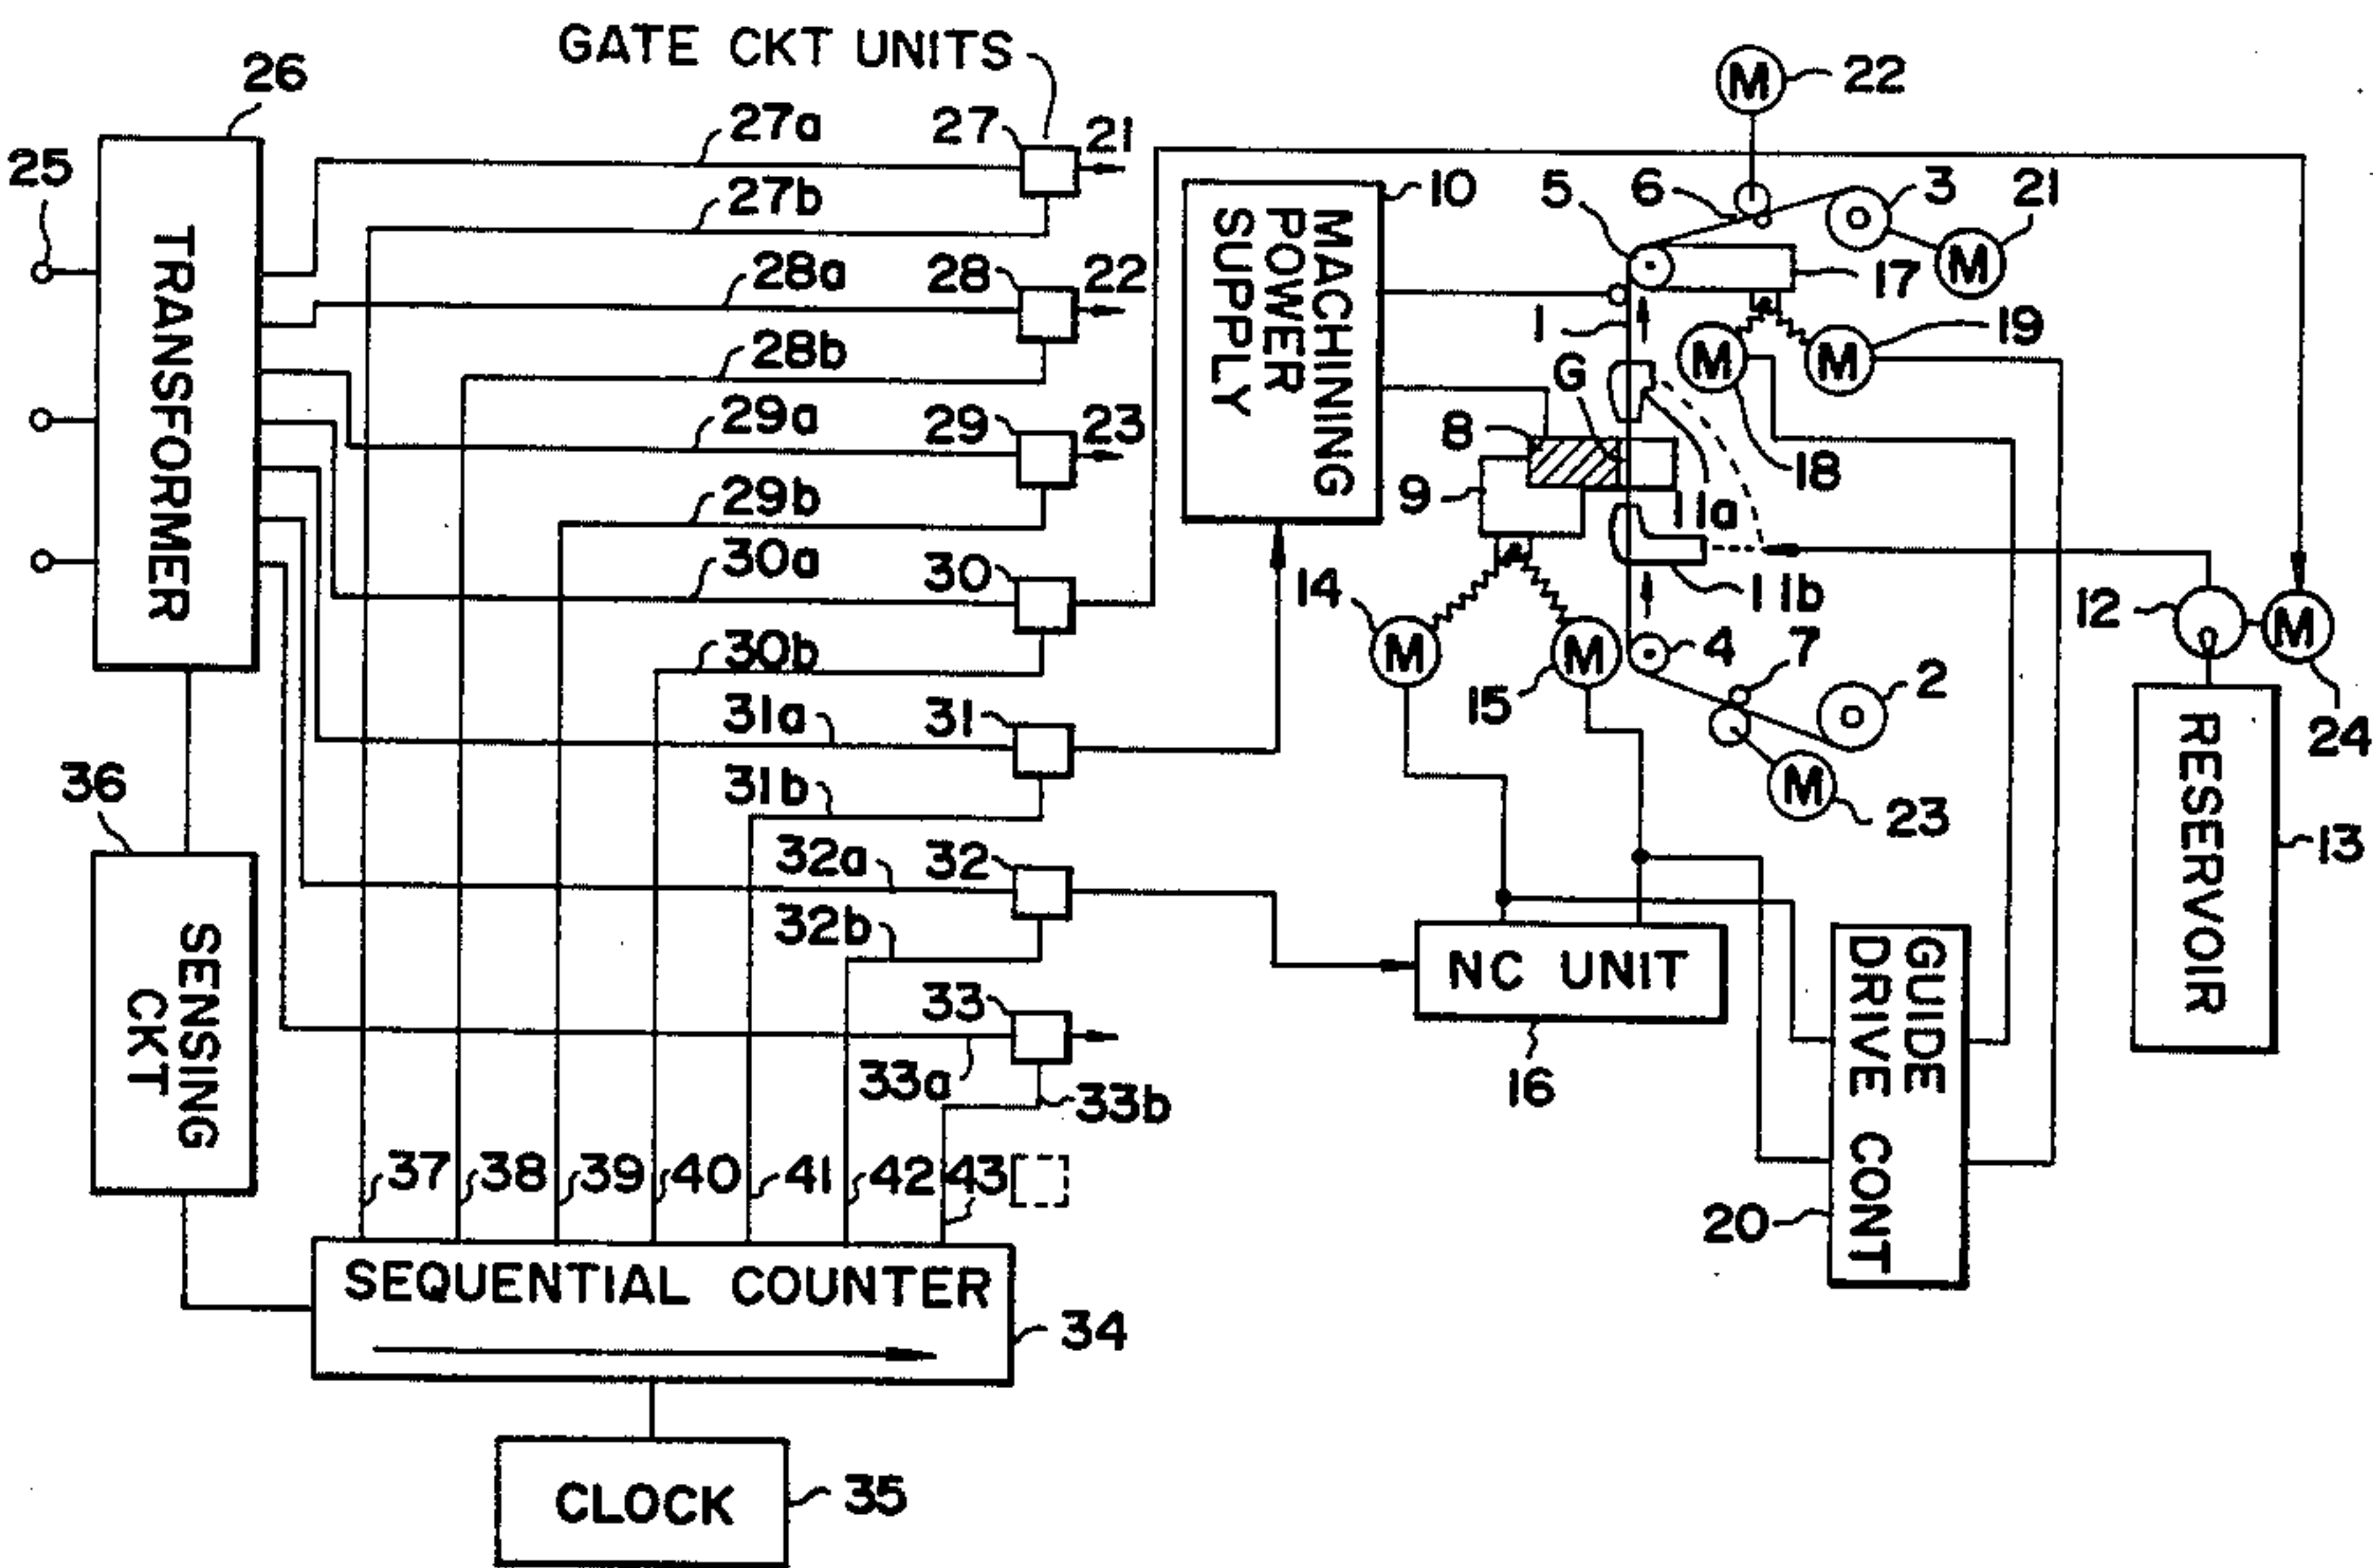 GATE CKT UNITS
26
25
TRANSFORMER
27a
27
21
27b
28a
28
22
28b
29a
29
23
29b
30a
30
30b
31a
31
31b
32a
32
32b
33
33a
33b
36
SENSING
CKT
37
38
39
40
41
42
43
SEQUENTIAL COUNTER
34
CLOCK
35
MACHINING
POWER
SUPPLY
10
M
22
5
6
3
21
M
17
1
19
M
M
18
G
8
9
11a
11b
14
M
15
M
4
7
2
M
23
12
M
24
RESERVOIR
13
NC UNIT
16
GUIDE
DRIVE CONT
20